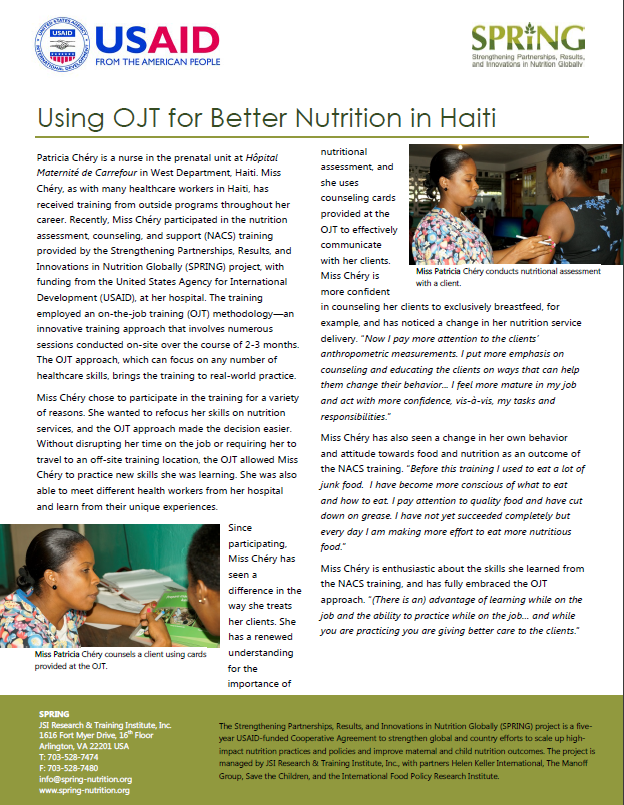 UNITED STATES AGENCY
USAID
INTERNATIONAL DEVELOPMENT
USAID
FROM THE AMERICAN PEOPLE
SPRING
Strengthening Partnerships, Results,
and Innovations in Nutrition Globally
Using OJT for Better Nutrition in Haiti
Patricia Chéry is a nurse in the prenatal unit at Hôpital
Maternité de Carrefour in West Department, Haiti. Miss
Chéry, as with many healthcare workers in Haiti, has
received training from outside programs throughout her
career. Recently, Miss Chéry participated in the nutrition
assessment, counseling, and support (NACS) training
provided by the Strengthening Partnerships, Results, and
Innovations in Nutrition Globally (SPRING) project, with
funding from the United States Agency for International
Development (USAID), at her hospital. The training
employed an on-the-job training (OJT) methodology—an
innovative training approach that involves numerous
sessions conducted on-site over the course of 2-3 months.
The OJT approach, which can focus on any number of
healthcare skills, brings the training to real-world practice.
Miss Chéry chose to participate in the training for a variety
of reasons. She wanted to refocus her skills on nutrition
services, and the OJT approach made the decision easier.
Without disrupting her time on the job or requiring her to
travel to an off-site training location, the OJT allowed Miss
Chéry to practice new skills she was learning. She was also
able to meet different health workers from her hospital
and learn from their unique experiences.
Miss Patricia Chéry counsels a client using cards
provided at the OJT.
Since
participating,
Miss Chéry has
seen a
difference in the
way she treats
her clients. She
has a renewed
understanding
for the
importance of
nutritional
assessment, and
she uses
counseling cards
provided at the
OJT to effectively
communicate
with her clients.
Miss Chéry is
more confident
Miss Patricia Chéry conducts nutritional assessment
with a client.
in counseling her clients to exclusively breastfeed, for
example, and has noticed a change in her nutrition service
delivery. “Now I pay more attention to the clients’
anthropometric measurements. I put more emphasis on
counseling and educating the clients on ways that can help
them change their behavior... I feel more mature in my job
and act with more confidence, vis-à-vis, my tasks and
responsibilities.”
Miss Chéry has also seen a change in her own behavior
and attitude towards food and nutrition as an outcome of
the NACS training. “Before this training I used to eat a lot of
junk food. I have become more conscious of what to eat
and how to eat. I pay attention to quality food and have cut
down on grease. I have not yet succeeded completely but
every day I am making more effort to eat more nutritious
food.”
Miss Chéry is enthusiastic about the skills she learned from
the NACS training, and has fully embraced the OJT
approach. “(There is an) advantage of learning while on the
job and the ability to practice while on the job... and while
you are practicing you are giving better care to the clients.”
SPRING
JSI Research & Training Institute, Inc.
1616 Fort Myer Drive, 16th Floor
Arlington, VA 22201 USA
T: 703-528-7474
F: 703-528-7480
info@spring-nutrition.org
www.spring-nutrition.org
The Strengthening Partnerships, Results, and Innovations in Nutrition Globally (SPRING) project is a five-
year USAID-funded Cooperative Agreement to strengthen global and country efforts to scale up high-
impact nutrition practices and policies and improve maternal and child nutrition outcomes. The project is
managed by JSI Research & Training Institute, Inc., with partners Helen Keller International, The Manoff
Group, Save the Children, and the International Food Policy Research Institute.